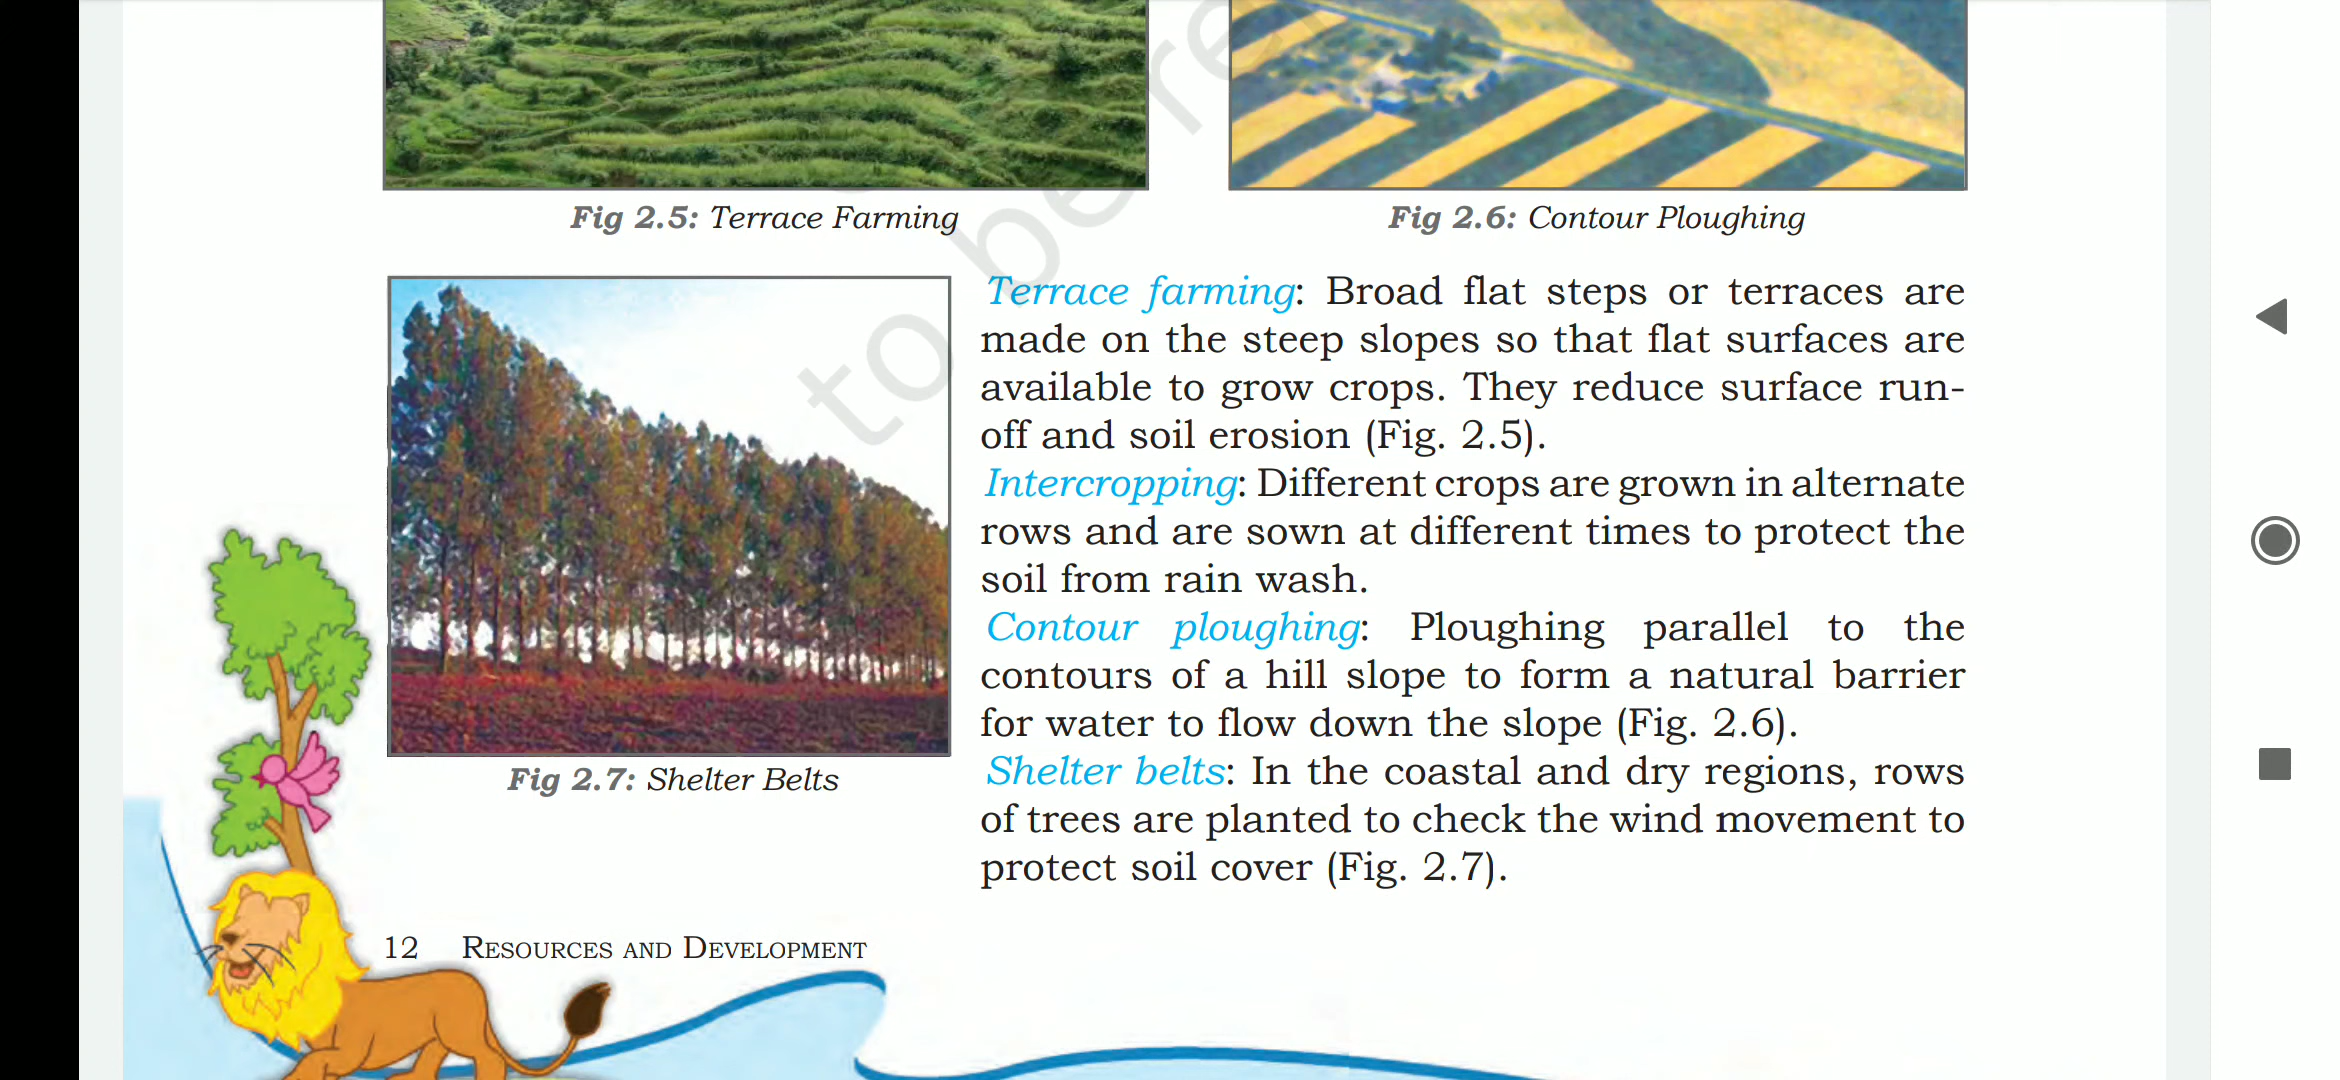 Fig 2.5: Terrace Farming
Fig 2.6: Contour Ploughing
Terrace farming: Broad flat steps or terraces are
made on the steep slopes so that flat surfaces are
available to grow crops. They reduce surface run-
off and soil erosion (Fig. 2.5).
Intercropping: Different crops are grown in alternate
rows and are sown at different times to protect the
soil from rain wash.
Contour ploughing: Ploughing parallel to the
contours of a hill slope to form a natural barrier
for water to flow down the slope (Fig. 2.6).
Shelter belts: In the coastal and dry regions, rows
of trees are planted to check the wind movement to
protect soil cover (Fig. 2.7).
Fig 2.7: Shelter Belts
12 RESOURCES AND DEVELOPMENT
to be re